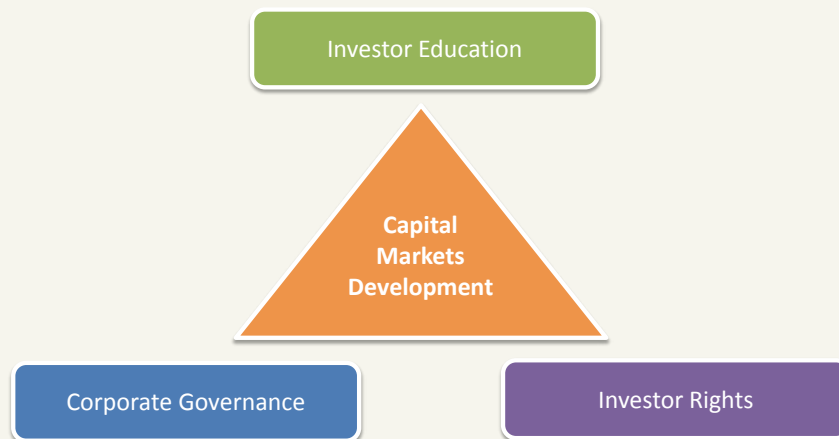 Investor Education
Capital
Markets
Development
Corporate Governance
Investor Rights